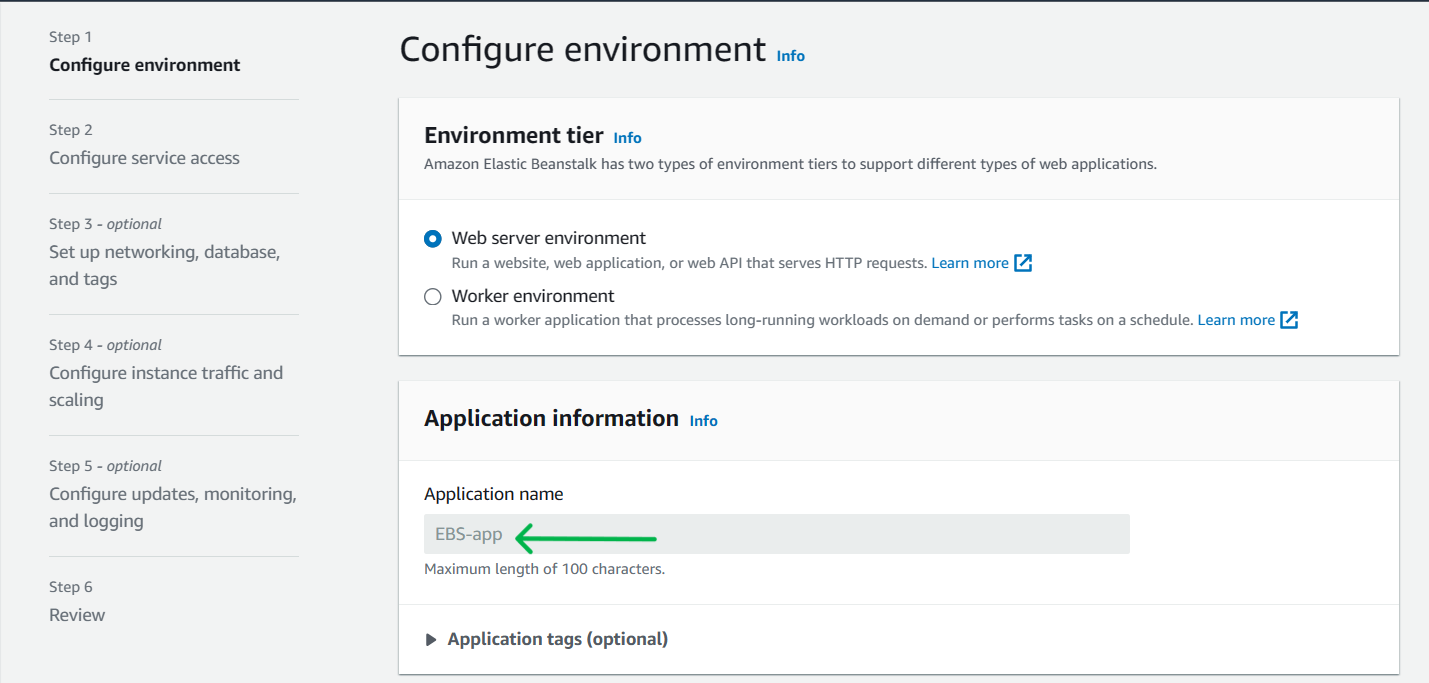 Step 1
Configure environment
Step 2
Configure service access
Step 3 - optional
Set up networking, database,
and tags
Step 4 - optional
Configure instance traffic and
scaling
Step 5 - optional
Configure updates, monitoring,
and logging
Step 6
Review
Configure environment Info
Environment tier Info
Amazon Elastic Beanstalk has two types of environment tiers to support different types of web applications.
Web server environment
Run a website, web application, or web API that serves HTTP requests. Learn more
Worker environment
Run a worker application that processes long-running workloads on demand or performs tasks on a schedule. Learn more
Application information Info
Application name
EBS-app
Maximum length of 100 characters.
Application tags (optional)